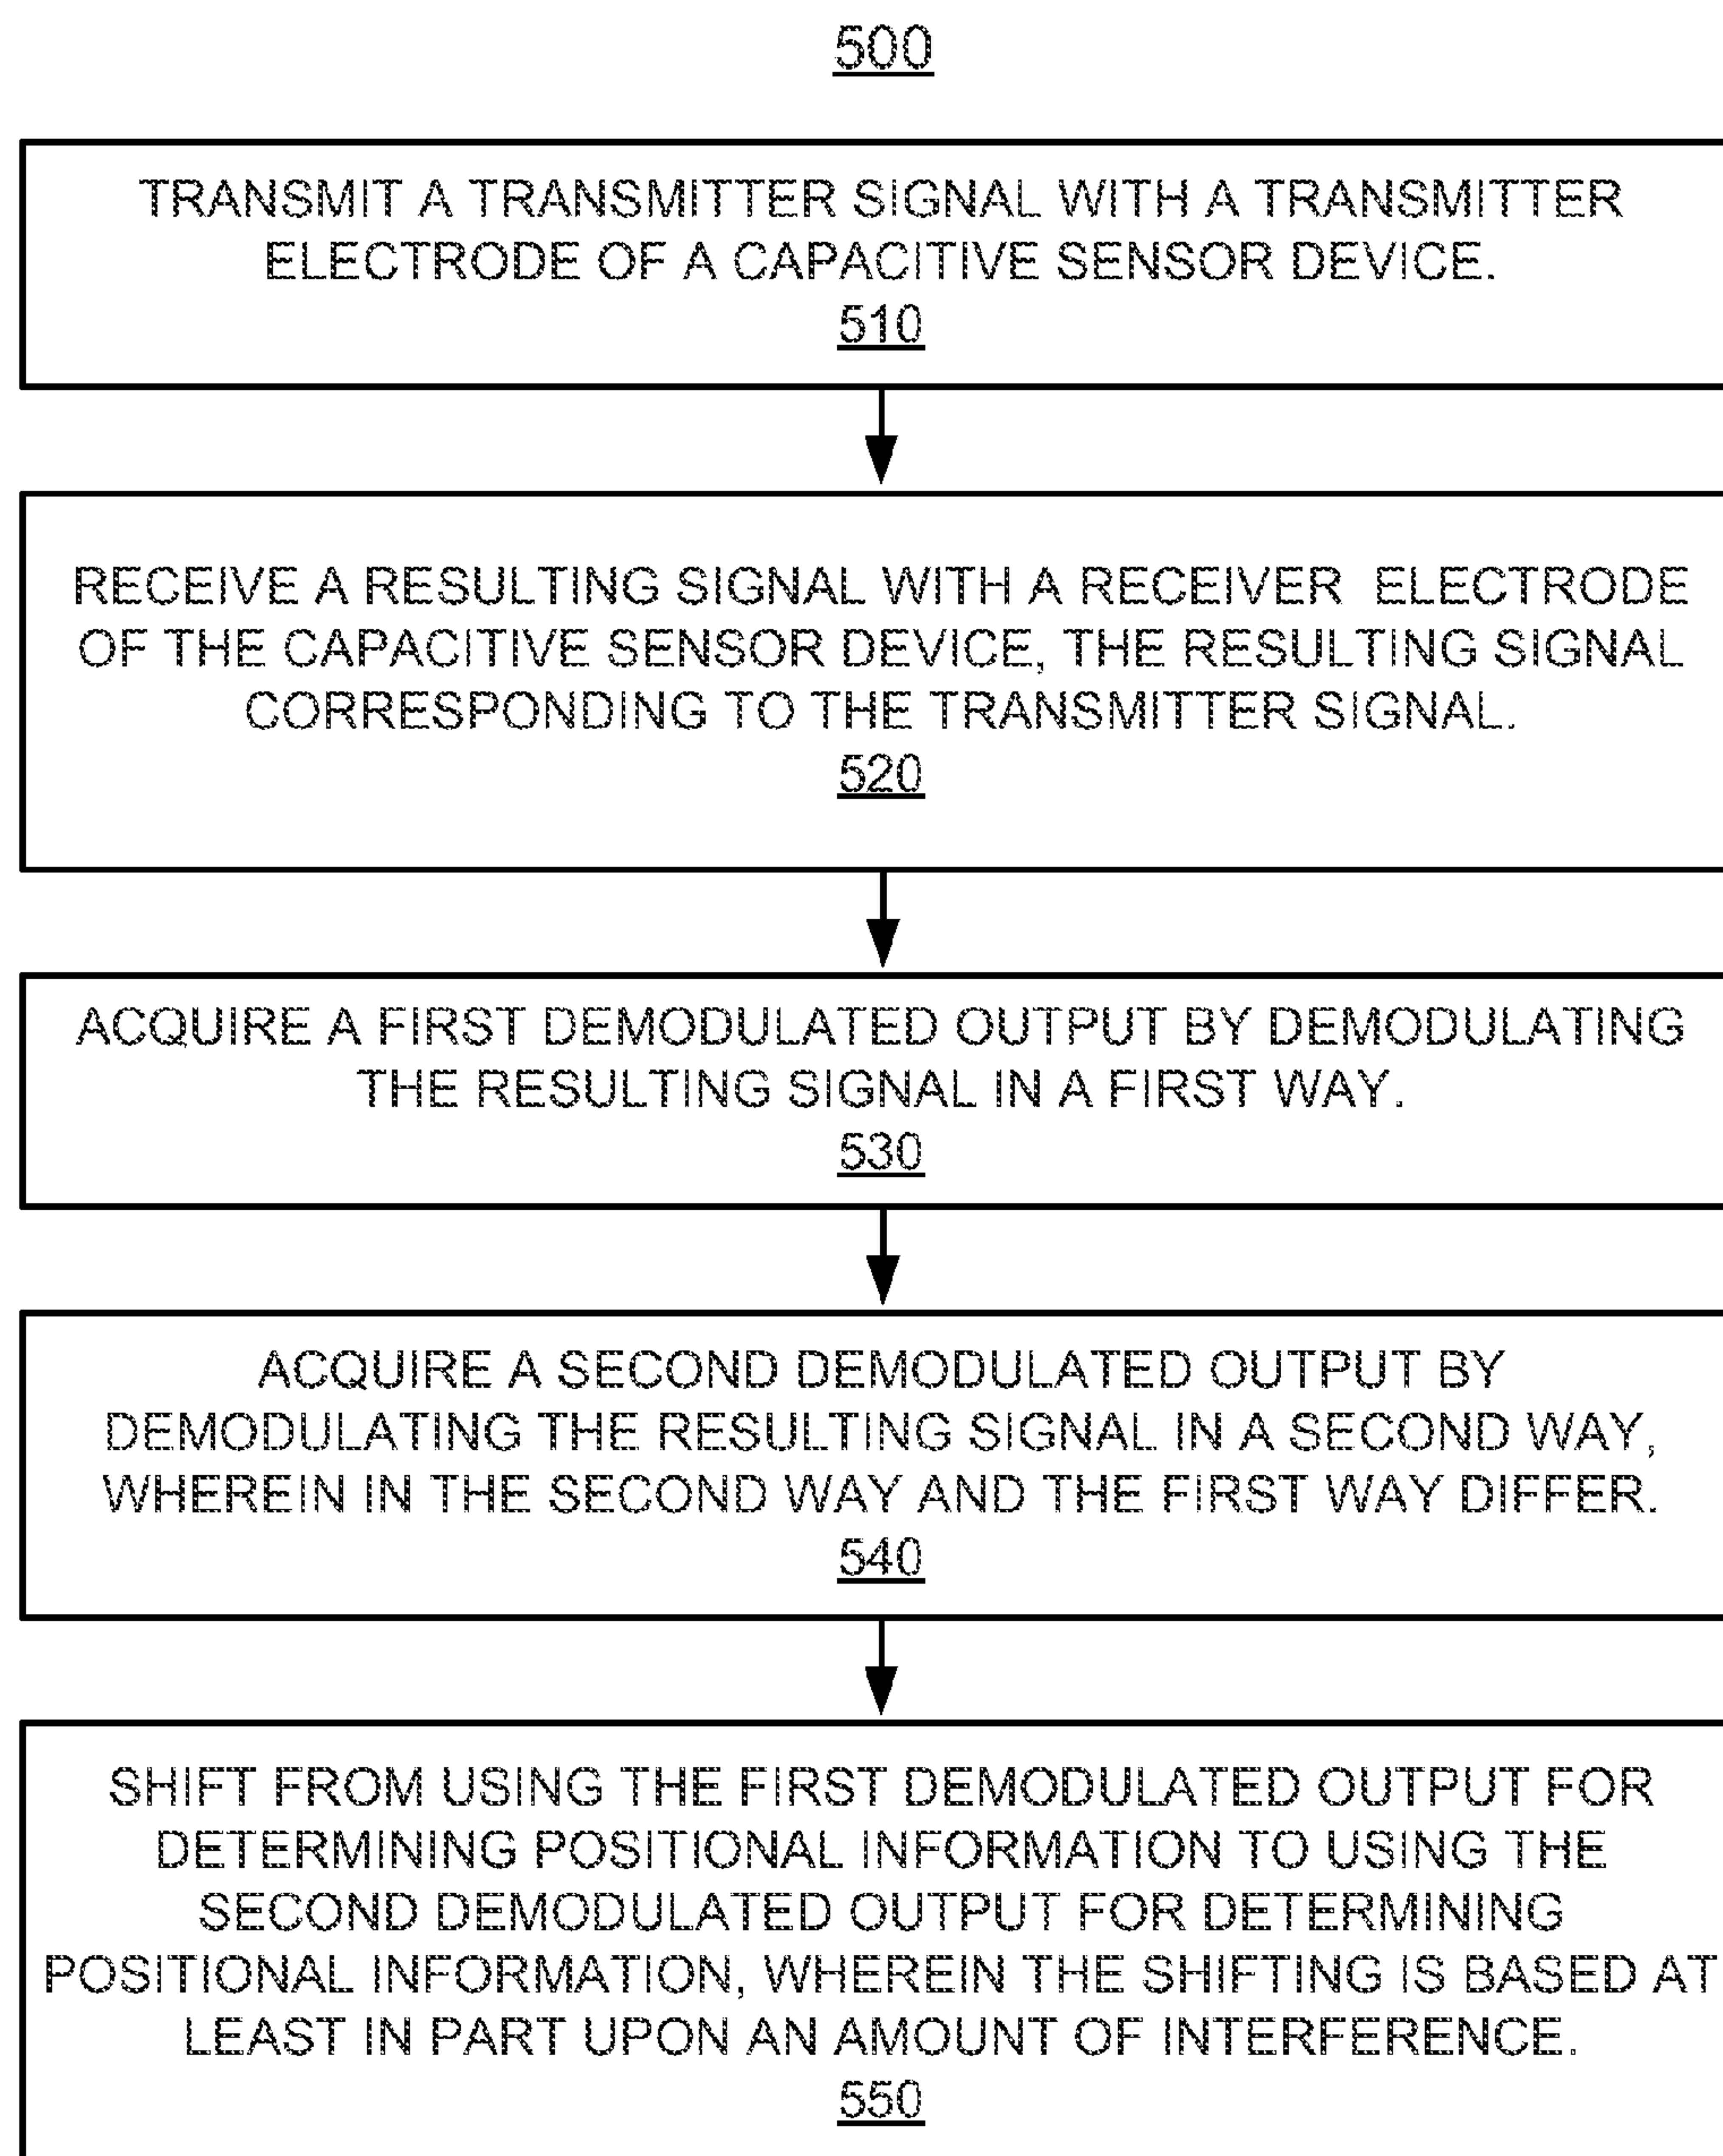 500
TRANSMIT A TRANSMITTER SIGNAL WITH A TRANSMITTER
ELECTRODE OF A CAPACITIVE SENSOR DEVICE.
510
RECEIVE A RESULTING SIGNAL WITH A RECEIVER ELECTRODE
OF THE CAPACITIVE SENSOR DEVICE, THE RESULTING SIGNAL
CORRESPONDING TO THE TRANSMITTER SIGNAL.
520
ACQUIRE A FIRST DEMODULATED OUTPUT BY DEMODULATING
THE RESULTING SIGNAL IN A FIRST WAY.
530
ACQUIRE A SECOND DEMODULATED OUTPUT BY
DEMODULATING THE RESULTING SIGNAL IN A SECOND WAY,
WHEREIN IN THE SECOND WAY AND THE FIRST WAY DIFFER.
540
SHIFT FROM USING THE FIRST DEMODULATED OUTPUT FOR
DETERMINING POSITIONAL INFORMATION TO USING THE
SECOND DEMODULATED OUTPUT FOR DETERMINING
POSITIONAL INFORMATION, WHEREIN THE SHIFTING IS BASED AT
LEAST IN PART UPON AN AMOUNT OF INTERFERENCE.
550